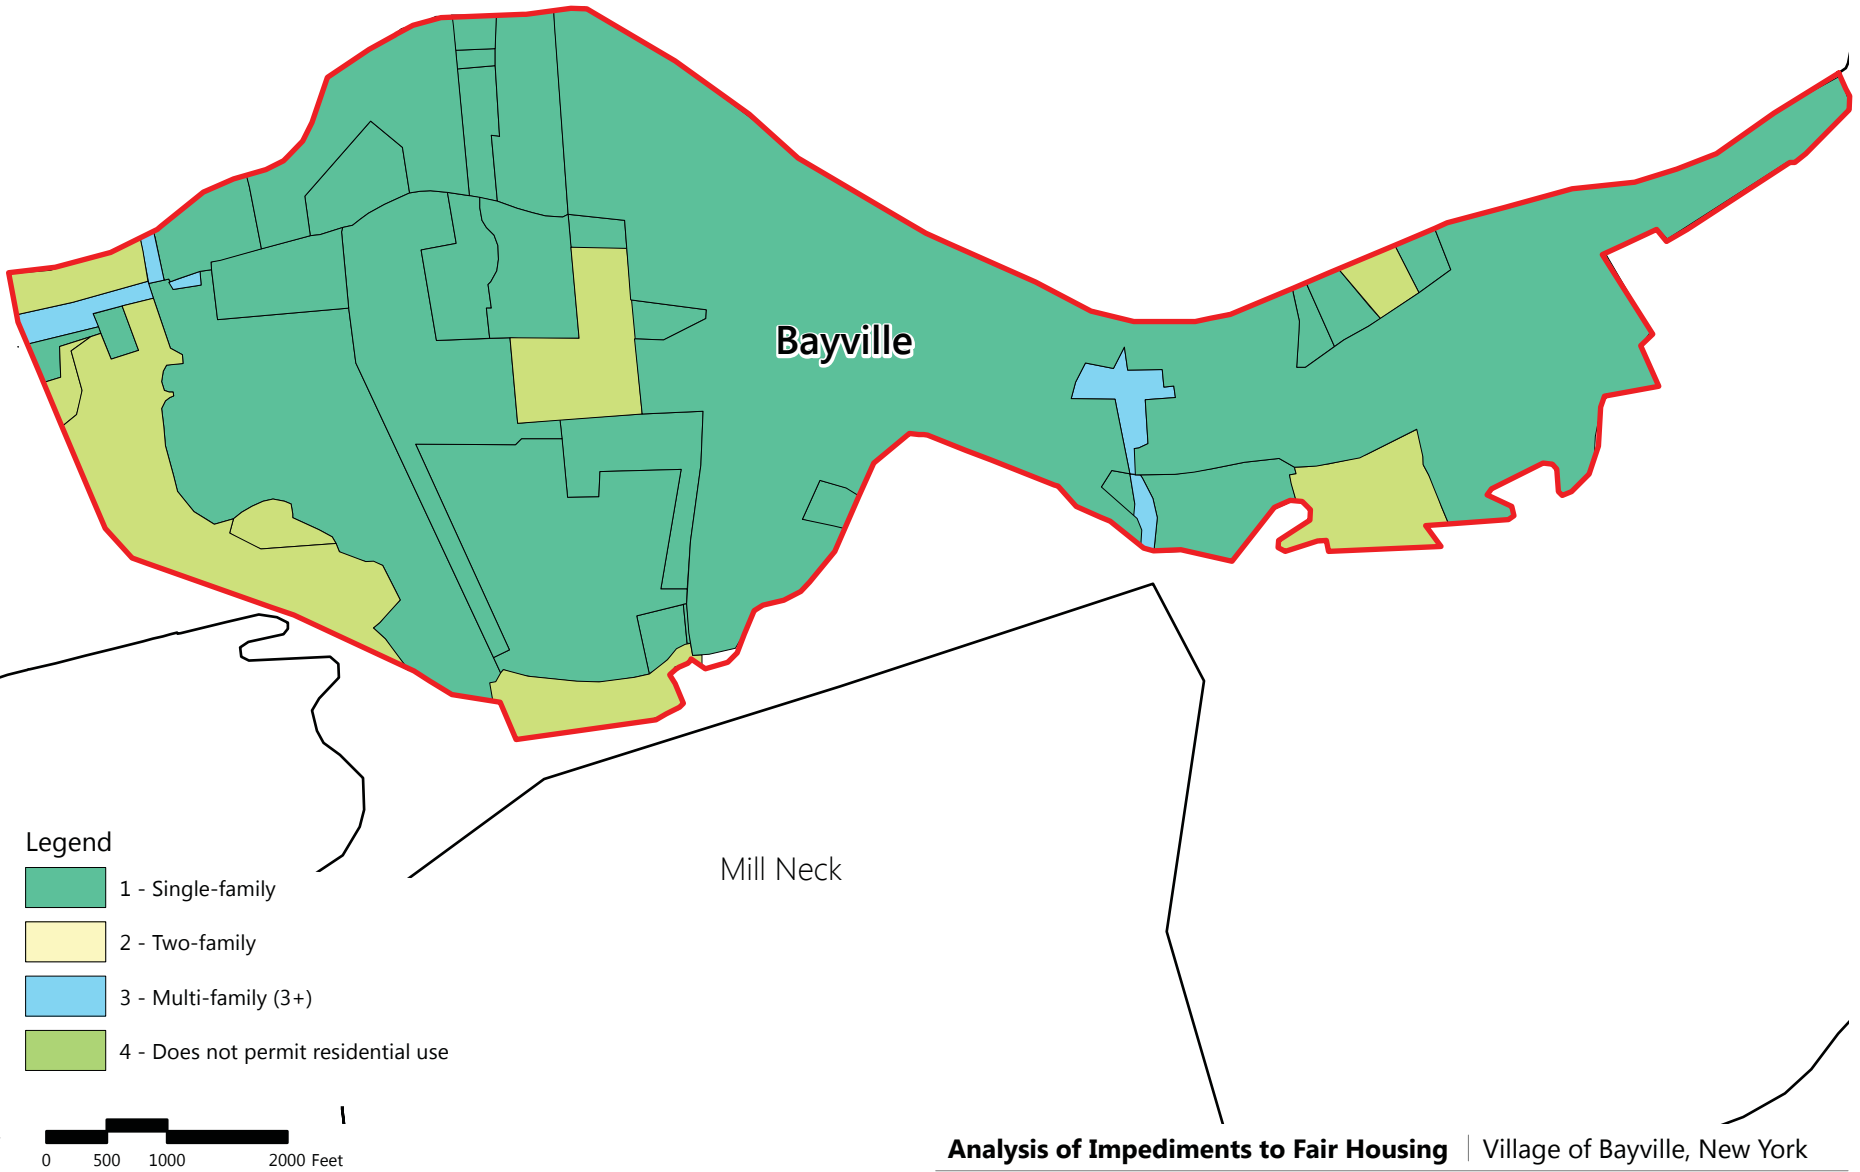 Bayville
Mill Neck
Legend
1 - Single-family
2 - Two-family
3 - Multi-family (3+)
4 - Does not permit residential use
0 500 1000 2000 Feet
Analysis of Impediments to Fair Housing | Village of Bayville, New York